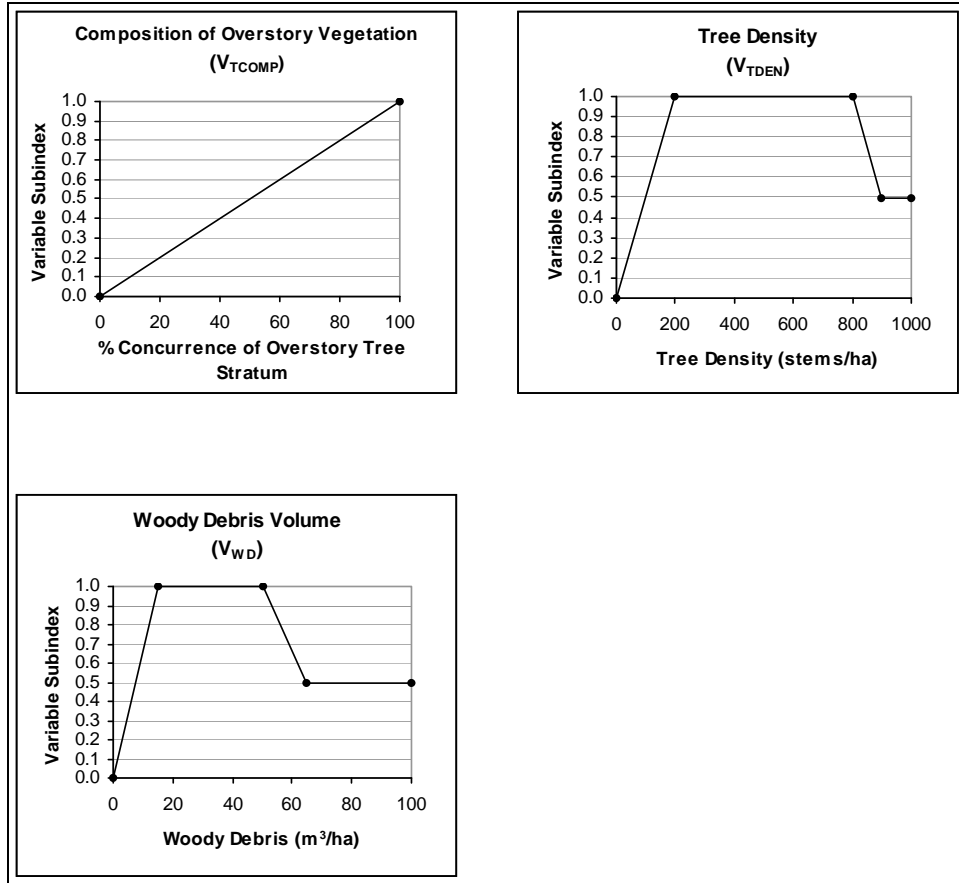 Composition of Overstory Vegetation
(VTCOMP)
Variable Subindex
1.0
0.9
0.8
0.7
0.6
0.5
0.4
0.3
0.2
0.1
0.0
0 20 40 60 80 100
% Concurrence of Overstory Tree
Stratum
Tree Density
(VTDEN)
Variable Subindex
1.0
0.9
0.8
0.7
0.6
0.5
0.4
0.3
0.2
0.1
0.0
0 200 400 600 800 1000
Tree Density (stems/ha)
Woody Debris Volume
(VWD)
Variable Subindex
1.0
0.9
0.8
0.7
0.6
0.5
0.4
0.3
0.2
0.1
0.0
0 20 40 60 80 100
Woody Debris (m³/ha)